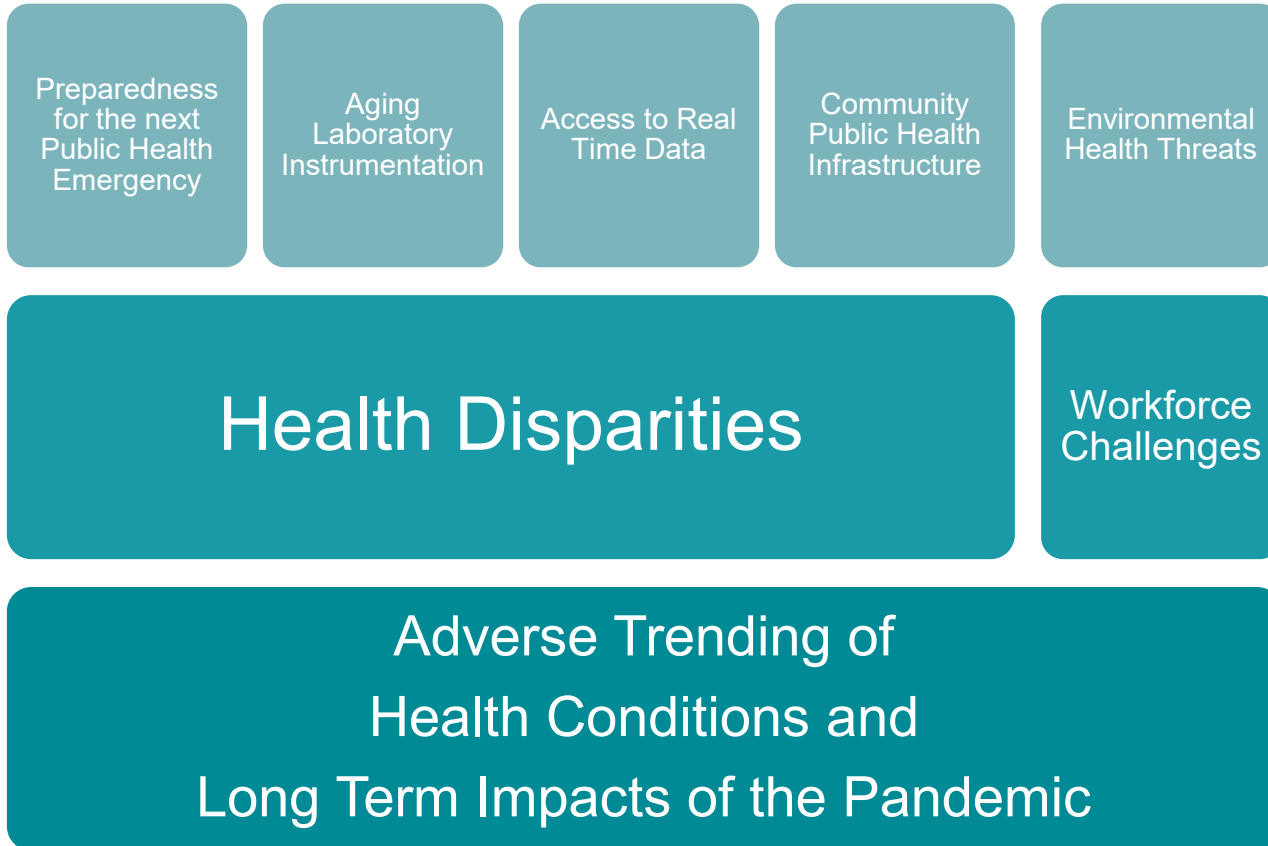 Preparedness
for the next
Public Health
Emergency
Aging
Laboratory
Instrumentation
Access to Real
Time Data
Community
Public Health
Infrastructure
Environmental
Health Threats
Health Disparities
Workforce
Challenges
Adverse Trending of
Health Conditions and
Long Term Impacts of the Pandemic